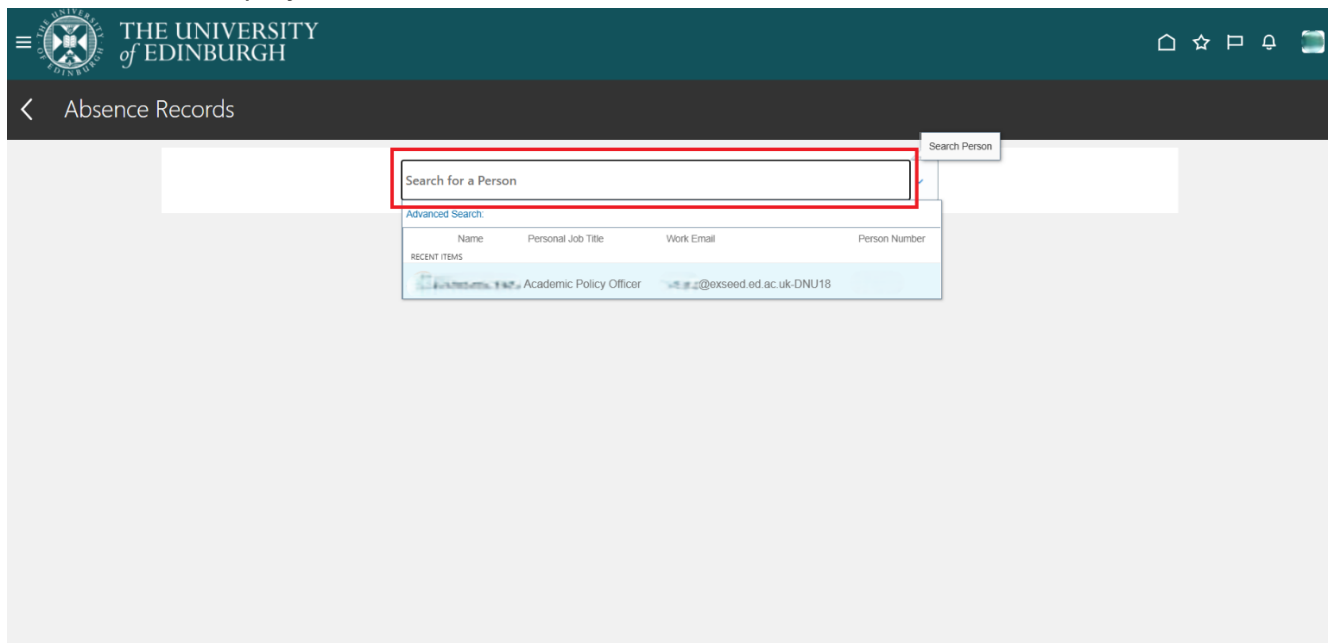 THE UNIVERSITY
of EDINBURGH
Absence Records
Search Person
Search for a Person
Advanced Search:
Name Personal Job Title Work Email Person Number
RECENT ITEMS
Academic Policy Officer @exseed.ed.ac.uk-DNU18